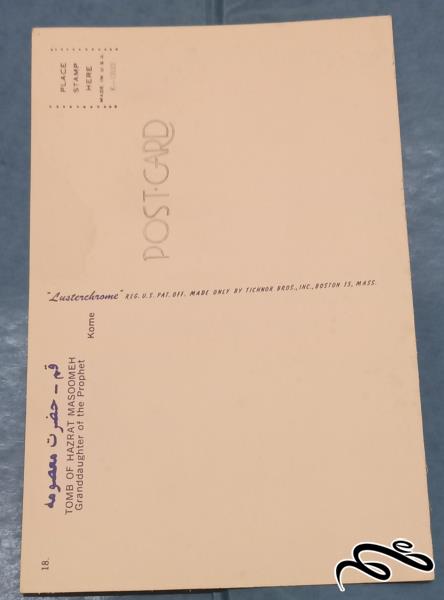 18.
قم - حضرت معصومه
TOMB OF HAZRAT MASOOMEH
Granddaughter of the Prophet
Kome
"Lusterchrome" REG. U.S. PAT. OFF. MADE ONLY BY TICHNOR BROS., INC., BOSTON 15, MASS.
POST-CARD
PLACE
STAMP
HERE
MADE IN U.S.A.